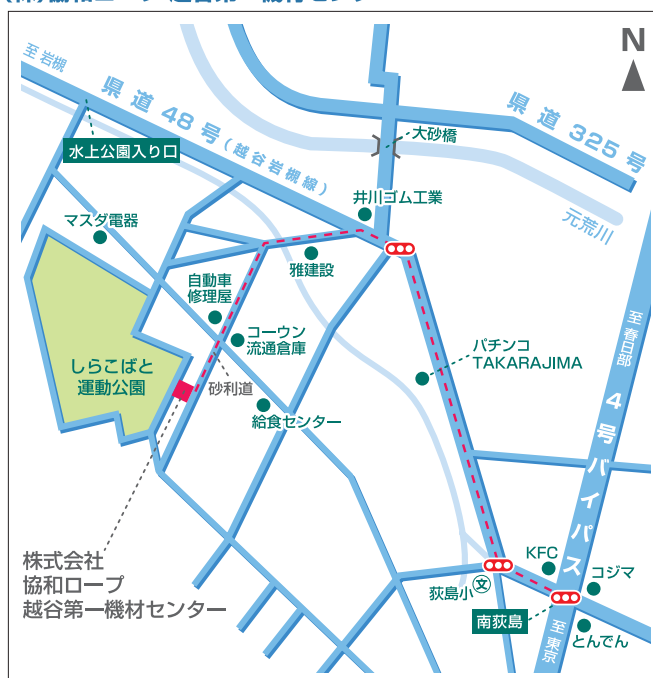 N
至 岩槻
県道48号(越谷岩槻線)
県道325号
大砂橋
水上公園入り口
井川ゴム工業
元荒川
マスダ電器
雅建設
自動車
修理屋
コーウン
流通倉庫
至 春日部
4号バイパス
パチンコ
TAKARAJIMA
しらこばと
運動公園
砂利道
給食センター
株式会社
協和ロープ
越谷第一機材センター
KFC
コジマ
荻島小
文
南荻島
とんでん
至 東京